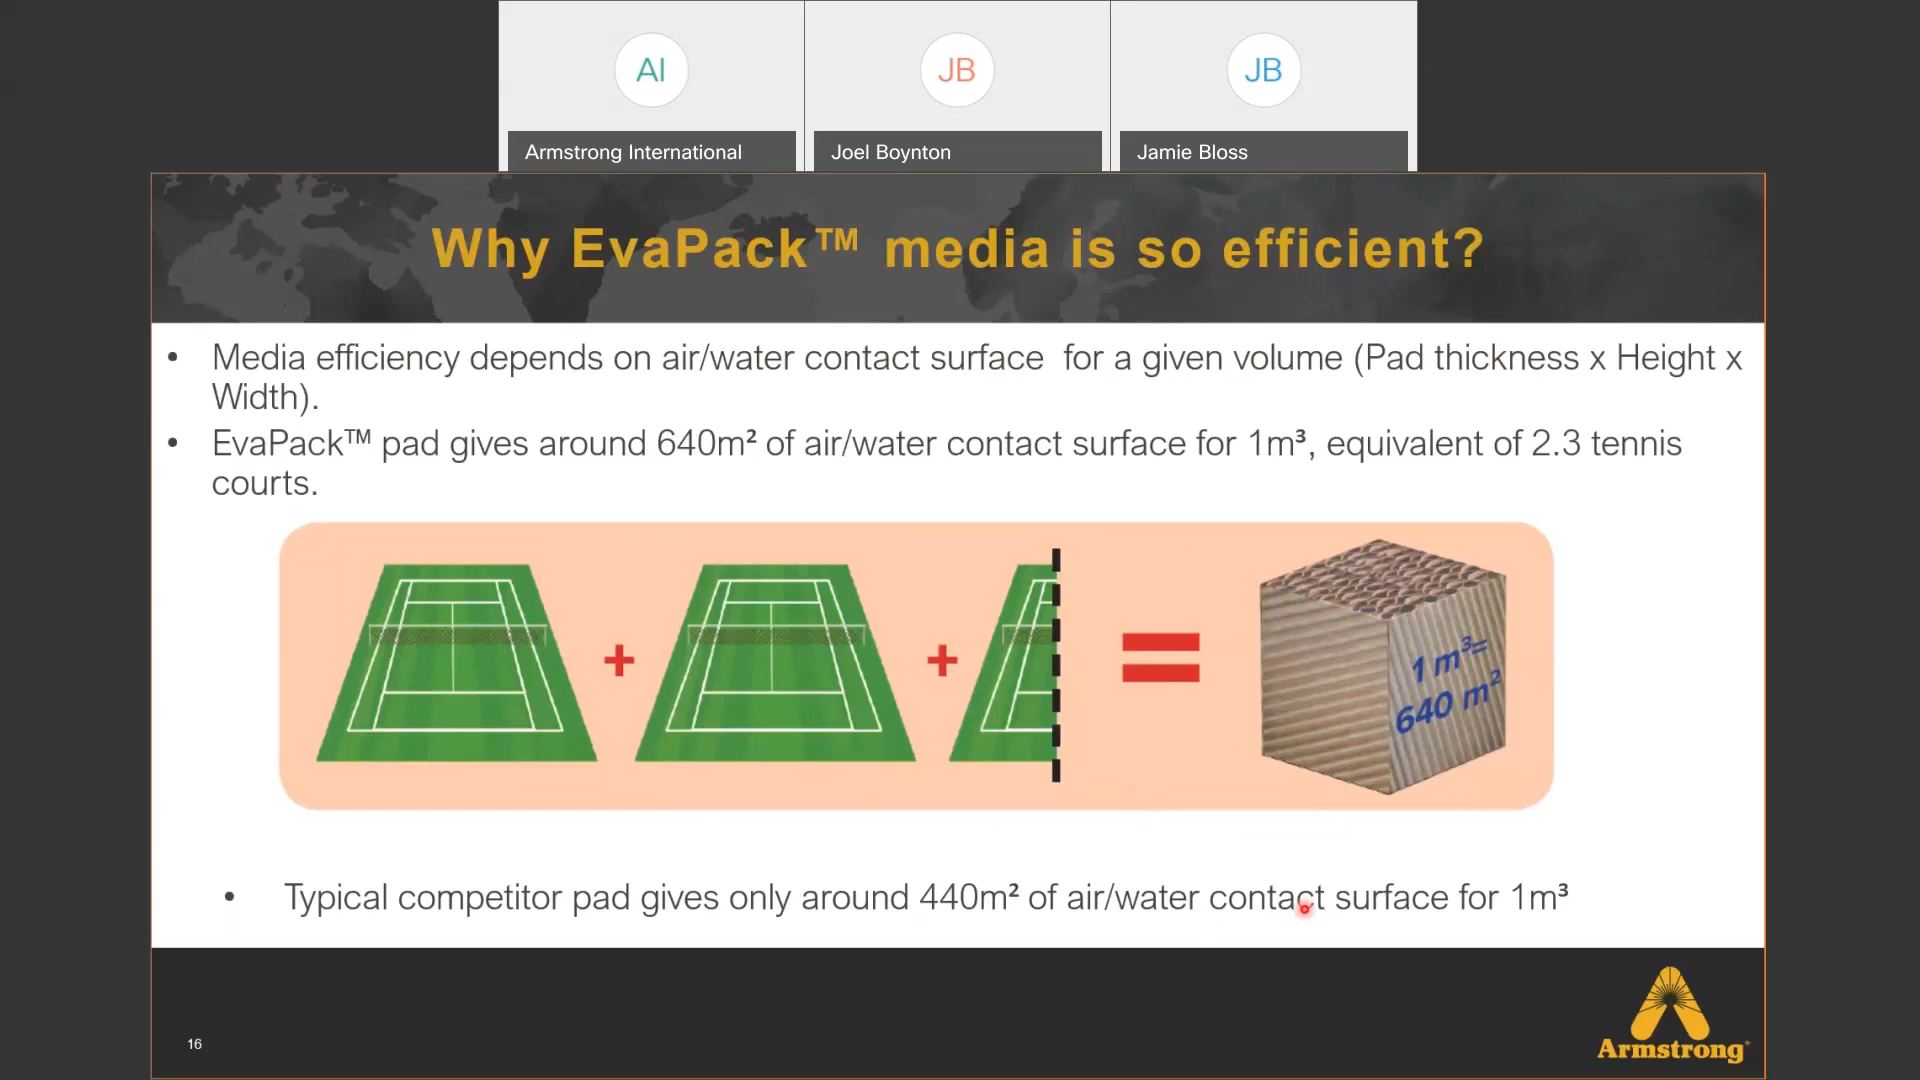 AI
JB
JB
Armstrong International
Joel Boynton
Jamie Bloss
Why EvaPack™ media is so efficient?
• Media efficiency depends on air/water contact surface for a given volume (Pad thickness x Height x
Width).
• EvaPack™ pad gives around 640m² of air/water contact surface for 1m³, equivalent of 2.3 tennis
courts.
+
+
=
1 m³=
640 m²
• Typical competitor pad gives only around 440m² of air/water contact surface for 1m³
16
Armstrong®